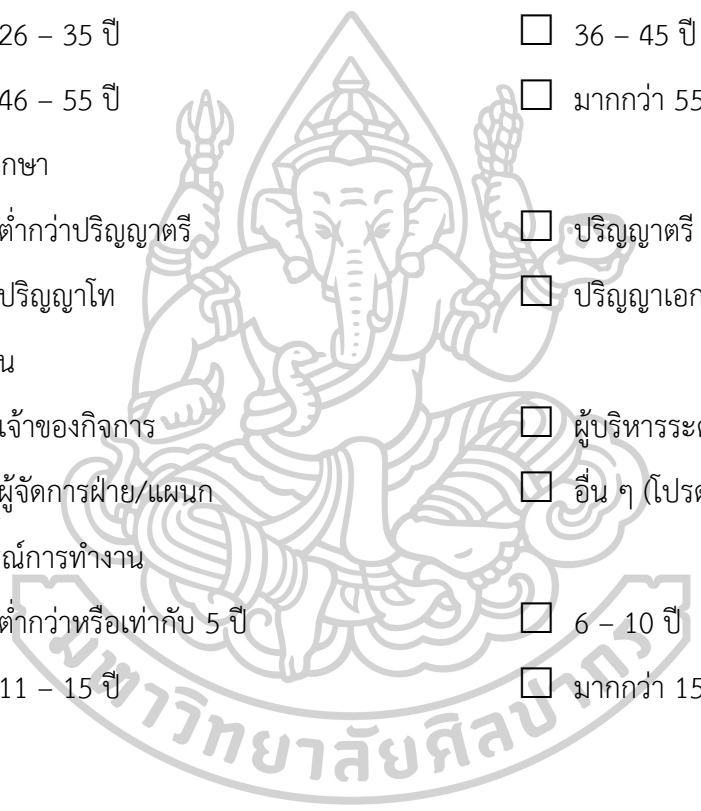 26 – 35 ปี ☐ 36 – 45 ปี
46 – 55 ปี ☐ มากกว่า 55
กษา
ต่ำกว่าปริญญาตรี ☐ ปริญญาตรี
ปริญญาโท ☐ ปริญญาเอก
น
เจ้าของกิจการ ☐ ผู้บริหารระด
ผู้จัดการฝ่าย/แผนก ☐ อื่น ๆ (โปรด
รณ์การทำงาน
ต่ำกว่าหรือเท่ากับ 5 ปี ☐ 6 – 10 ปี
11 – 15 ปี ☐ มากกว่า 15
มหาวิทยาลัยศิลปากร